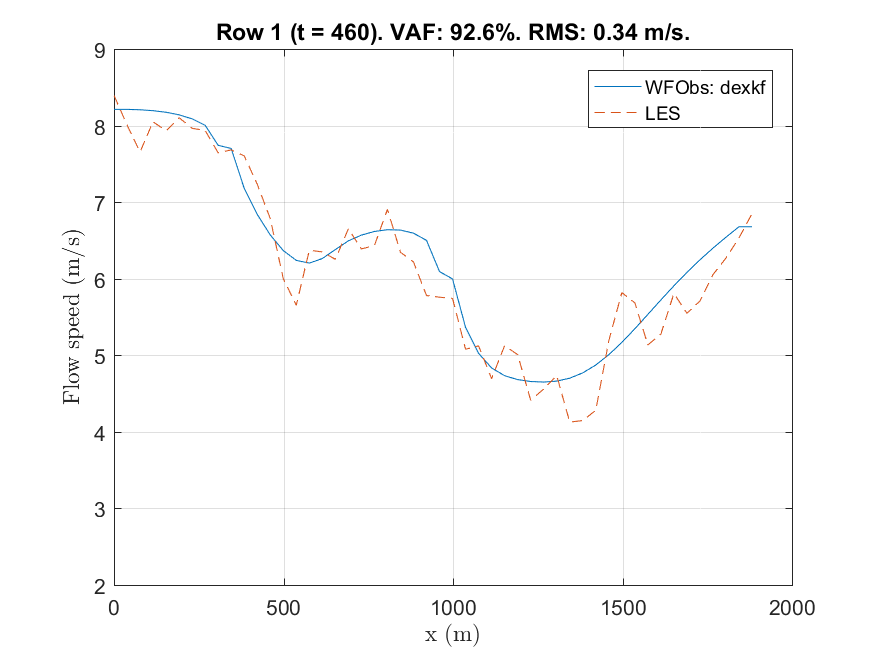 Row 1 (t = 460). VAF: 92.6%. RMS: 0.34 m/s.
WFObs: dexkf
LES
Flow speed (m/s)
9
8
7
6
5
4
3
2
0 500 1000 1500 2000
x (m)